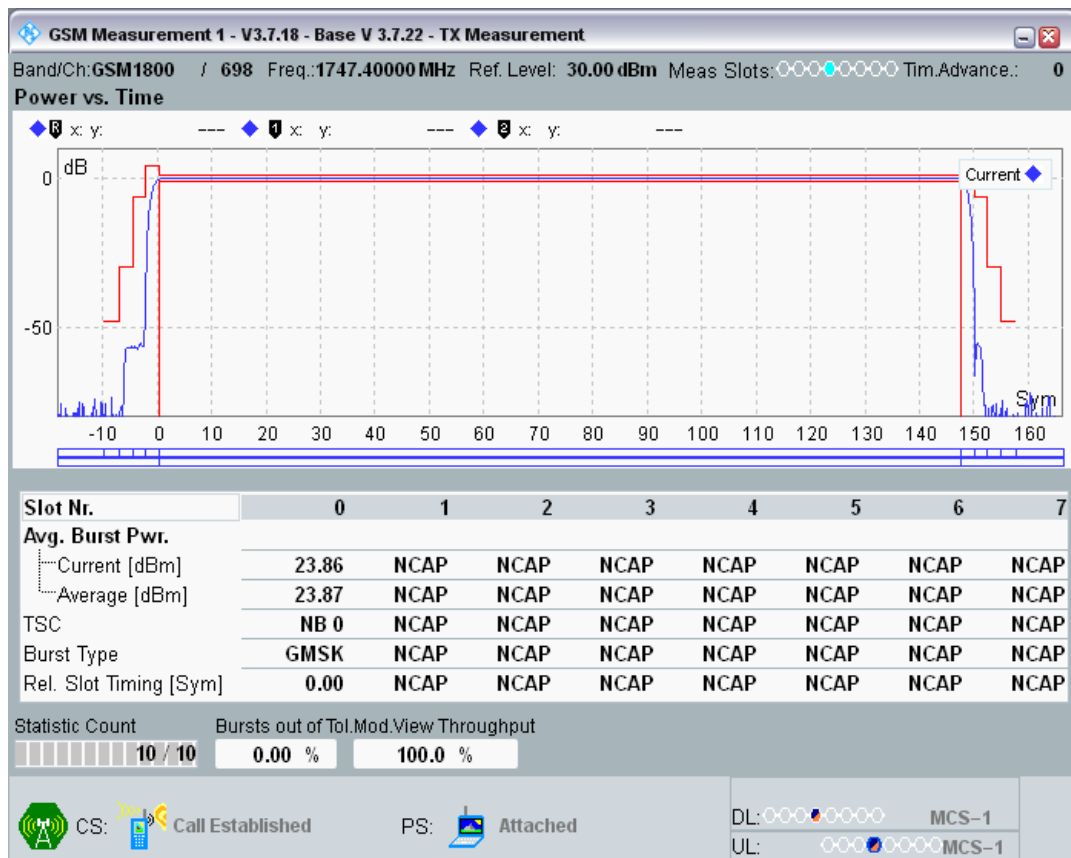 GSM Measurement 1 - V3.7.18 - Base V 3.7.22 - TX Measurement
Band/Ch:GSM1800 / 698 Freq.:1747.40000 MHz Ref. Level: 30.00 dBm Meas Slots: Tim.Advance.: 0
Power vs. Time
R x: y: --- 1 x: y: --- 2 x: y: ---
dB
Current
0
-50
Sym
-10 0 10 20 30 40 50 60 70 80 90 100 110 120 130 140 150 160
Slot Nr. 0 1 2 3 4 5 6 7
Avg. Burst Pwr.
Current [dBm] 23.86 NCAP NCAP NCAP NCAP NCAP NCAP NCAP
Average [dBm] 23.87 NCAP NCAP NCAP NCAP NCAP NCAP NCAP
TSC NB 0 NCAP NCAP NCAP NCAP NCAP NCAP NCAP
Burst Type GMSK NCAP NCAP NCAP NCAP NCAP NCAP NCAP
Rel. Slot Timing [Sym] 0.00 NCAP NCAP NCAP NCAP NCAP NCAP NCAP
Statistic Count Bursts out of Tol.Mod.View Throughput
10 / 10 0.00 % 100.0 %
CS: Call Established PS: Attached
DL: MCS-1
UL: MCS-1